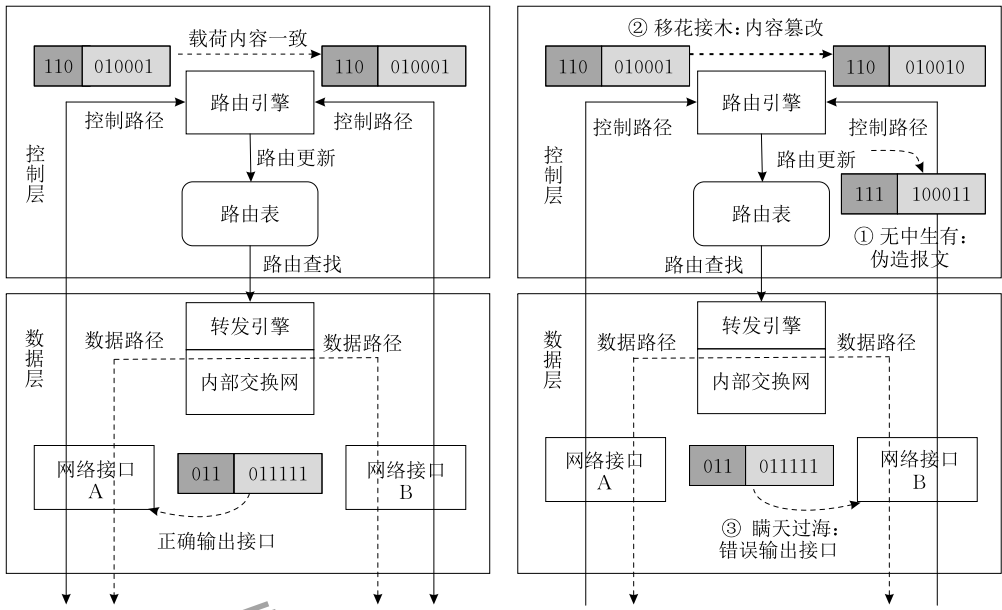 载荷内容一致
110 010001
110 010001
路由引擎
控制路径
控制路径
控制层
路由更新
路由表
路由查找
数据层
转发引擎
数据路径
数据路径
内部交换网
网络接口
A
011 011111
网络接口
B
正确输出接口
② 移花接木：内容篡改
110 010001
110 010010
路由引擎
控制路径
控制路径
控制层
路由更新
111 100011
路由表
① 无中生有：
伪造报文
路由查找
数据层
转发引擎
数据路径
数据路径
内部交换网
网络接口
A
011 011111
网络接口
B
③ 瞒天过海：
错误输出接口